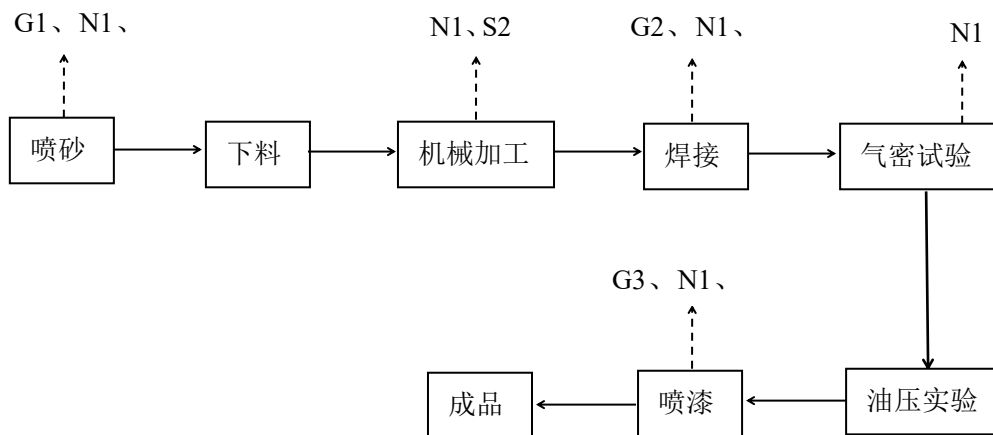 G1、N1、
N1、S2
G2、N1、
N1
喷砂
下料
机械加工
焊接
气密试验
G3、N1、
成品
喷漆
油压实验